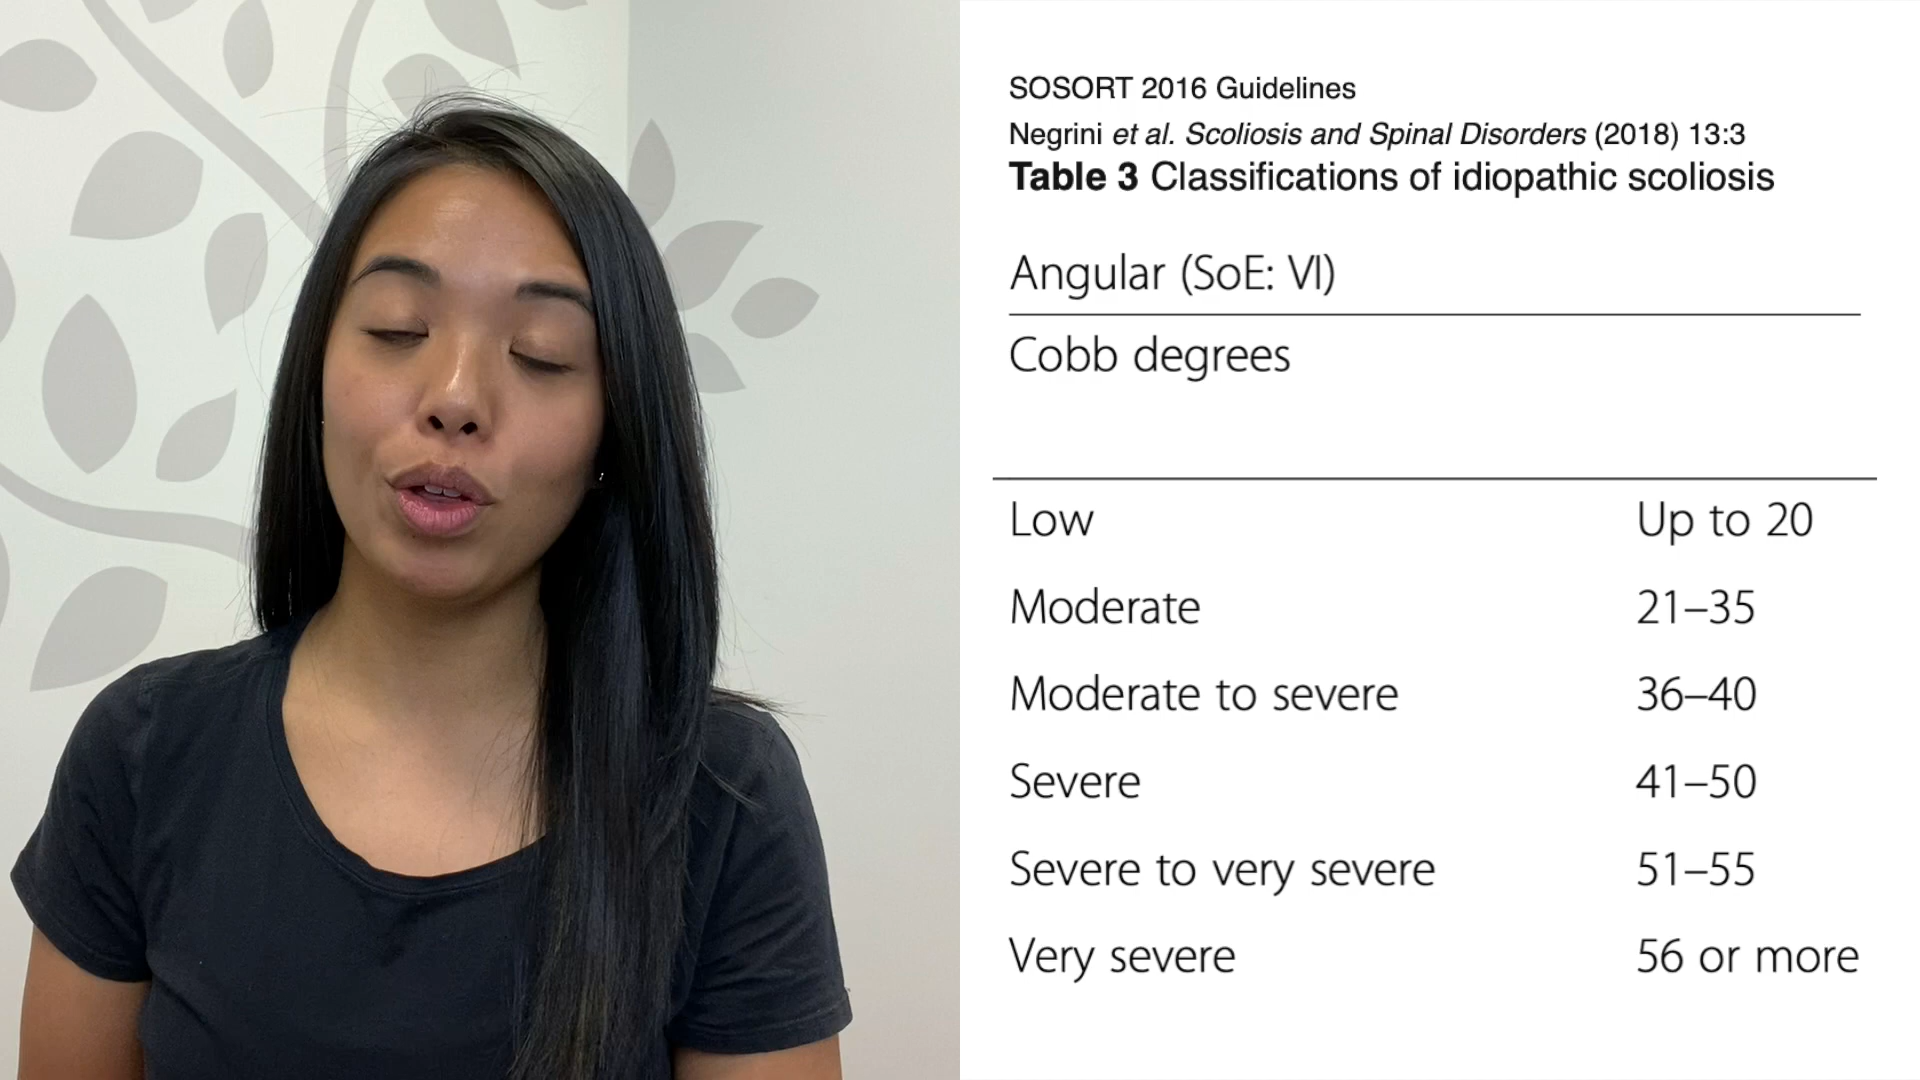 SOSORT 2016 Guidelines
Negrini et al. Scoliosis and Spinal Disorders (2018) 13:3
Table 3 Classifications of idiopathic scoliosis
Angular (SoE: VI)
Cobb degrees
Low Up to 20
Moderate 21–35
Moderate to severe 36–40
Severe 41–50
Severe to very severe 51–55
Very severe 56 or more